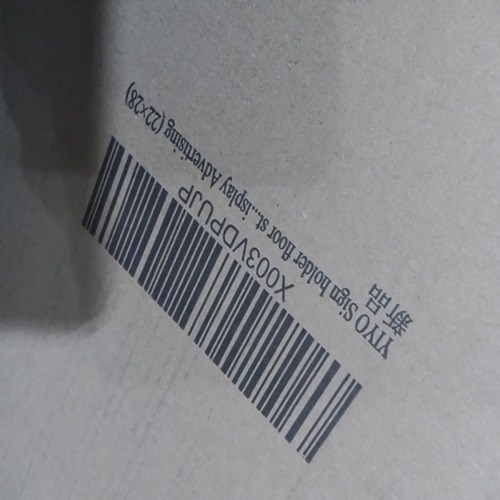 X003VDPUJP
YIYO Sign holder floor st...isplay Advertising (22×28)
新品